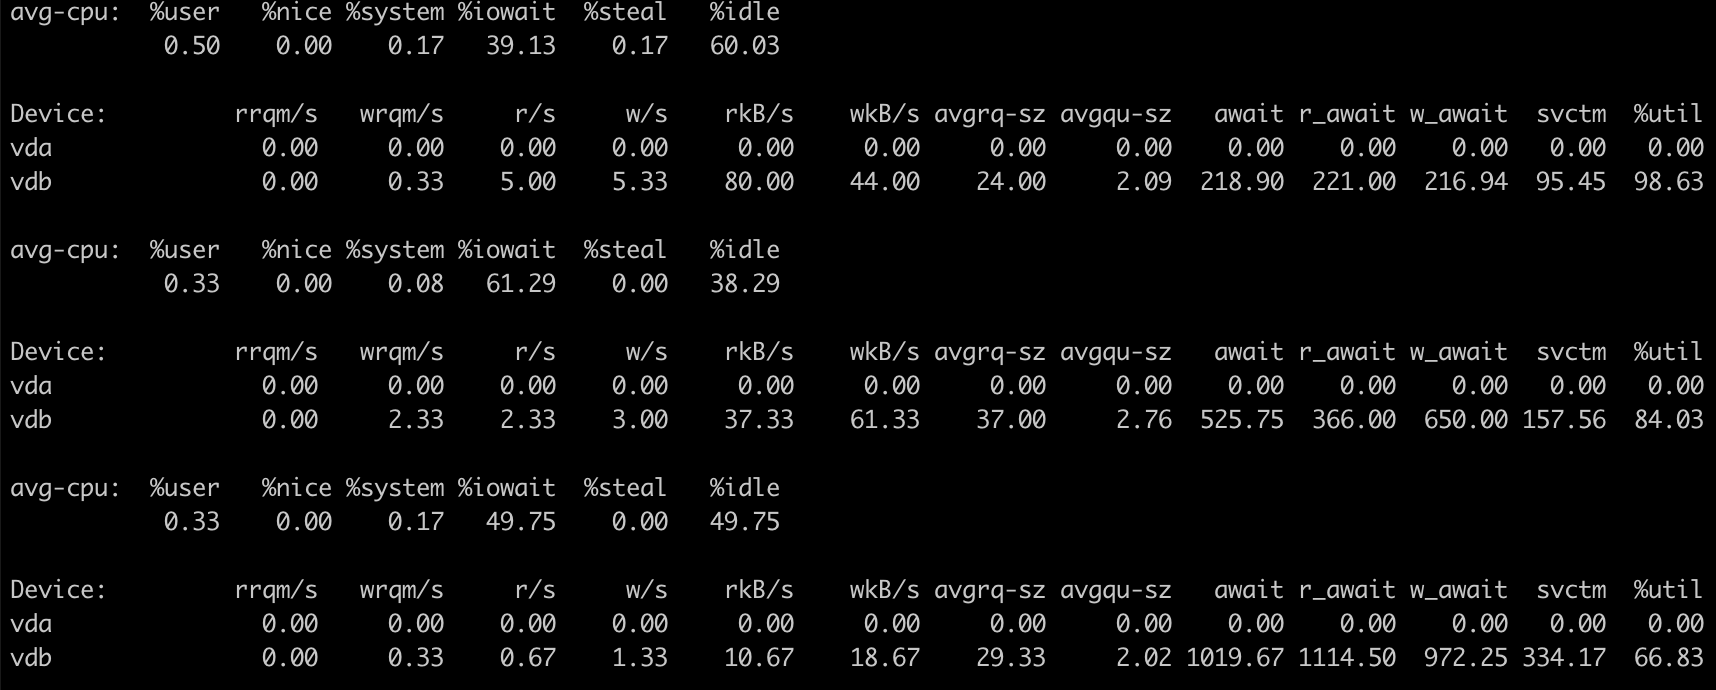 avg-cpu:  %user   %nice %system %iowait  %steal   %idle
           0.50    0.00    0.17   39.13    0.17   60.03
Device:         rrqm/s   wrqm/s     r/s     w/s    rkB/s    wkB/s avgrq-sz avgqu-sz   await r_await w_await  svctm  %util
vda               0.00     0.00    0.00    0.00     0.00     0.00     0.00     0.00    0.00    0.00    0.00   0.00   0.00
vdb               0.00     0.33    5.00    5.33    80.00    44.00    24.00     2.09  218.90  221.00  216.94  95.45  98.63
avg-cpu:  %user   %nice %system %iowait  %steal   %idle
           0.33    0.00    0.08   61.29    0.00   38.29
Device:         rrqm/s   wrqm/s     r/s     w/s    rkB/s    wkB/s avgrq-sz avgqu-sz   await r_await w_await  svctm  %util
vda               0.00     0.00    0.00    0.00     0.00     0.00     0.00     0.00    0.00    0.00    0.00   0.00   0.00
vdb               0.00     2.33    2.33    3.00    37.33    61.33    37.00     2.76  525.75  366.00  650.00 157.56  84.03
avg-cpu:  %user   %nice %system %iowait  %steal   %idle
           0.33    0.00    0.17   49.75    0.00   49.75
Device:         rrqm/s   wrqm/s     r/s     w/s    rkB/s    wkB/s avgrq-sz avgqu-sz   await r_await w_await  svctm  %util
vda               0.00     0.00    0.00    0.00     0.00     0.00     0.00     0.00    0.00    0.00    0.00   0.00   0.00
vdb               0.00     0.33    0.67    1.33    10.67    18.67    29.33     2.02 1019.67 1114.50  972.25 334.17  66.83